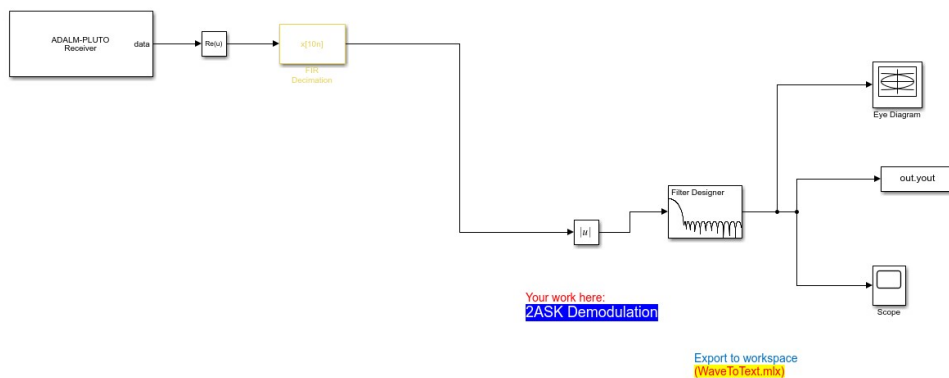 ADALM-PLUTO
Receiver
data
Re(u)
x[10n]
FIR
Decimation
|u|
Filter Designer
Eye Diagram
out.yout
Scope
Your work here:
2ASK Demodulation
Export to workspace
(WaveToText.mlx)